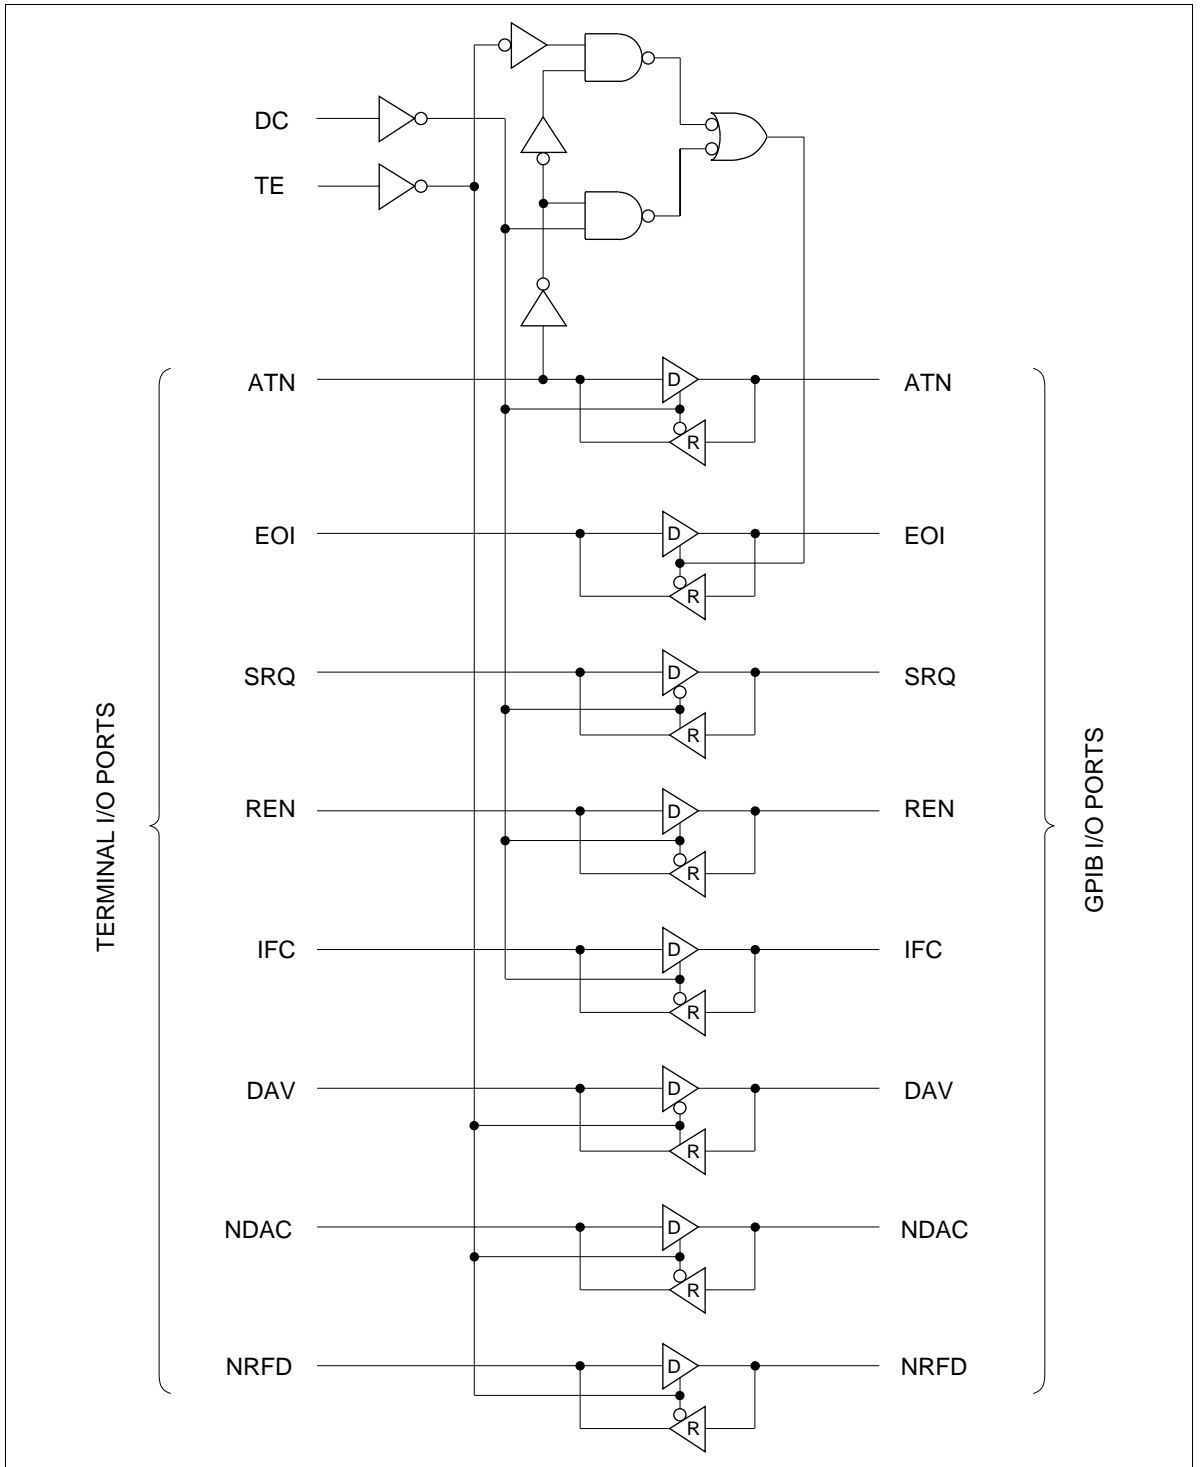 DC
TE
ATN D ATN
R
EOI D EOI
R
SRQ D SRQ
R
REN D REN
R
IFC D IFC
R
DAV D DAV
R
NDAC D NDAC
R
NRFD D NRFD
R
TERMINAL I/O PORTS
GPIB I/O PORTS